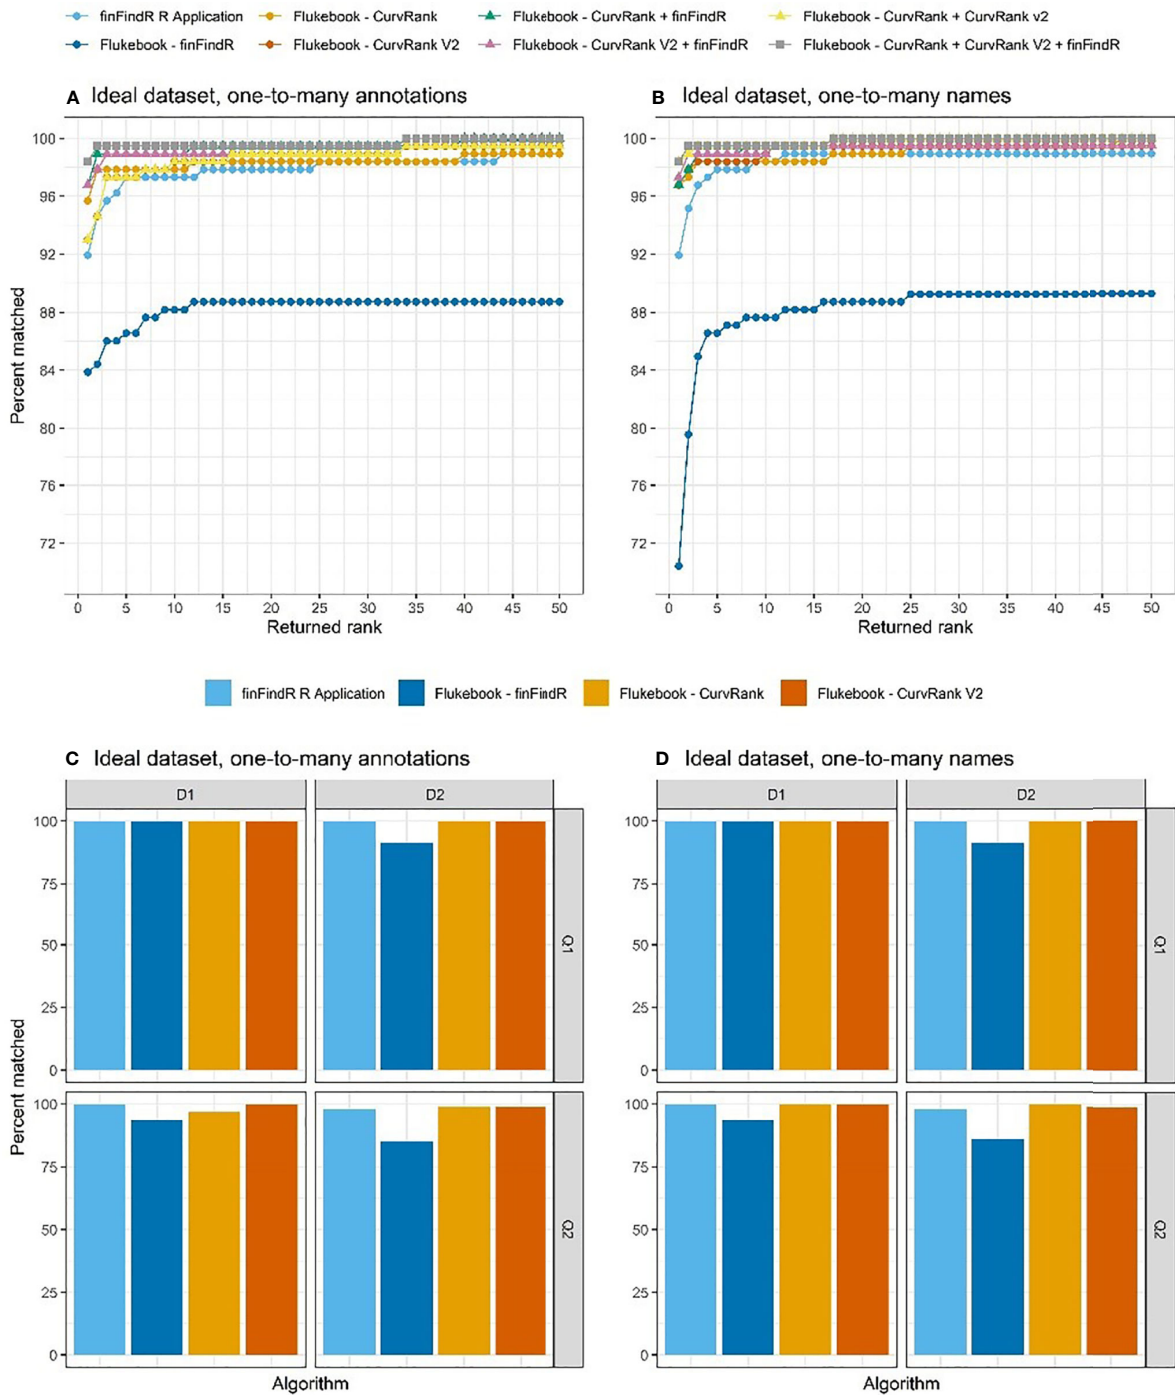 finFindR R Application
Flukebook - CurvRank
Flukebook - CurvRank + finFindR
Flukebook - CurvRank + CurvRank v2
Flukebook - finFindR
Flukebook - CurvRank V2
Flukebook - CurvRank V2 + finFindR
Flukebook - CurvRank + CurvRank V2 + finFindR
A Ideal dataset, one-to-many annotations
B Ideal dataset, one-to-many names
Percent matched
100
96
92
88
84
80
76
72
0 5 10 15 20 25 30 35 40 45 50
Returned rank
100
96
92
88
84
80
76
72
0 5 10 15 20 25 30 35 40 45 50
Returned rank
finFindR R Application
Flukebook - finFindR
Flukebook - CurvRank
Flukebook - CurvRank V2
C Ideal dataset, one-to-many annotations
D Ideal dataset, one-to-many names
Percent matched
D1
D2
100
75
50
25
0
Q1
100
75
50
25
0
Q2
D1
D2
100
75
50
25
0
Q1
100
75
50
25
0
Q2
Algorithm
Algorithm